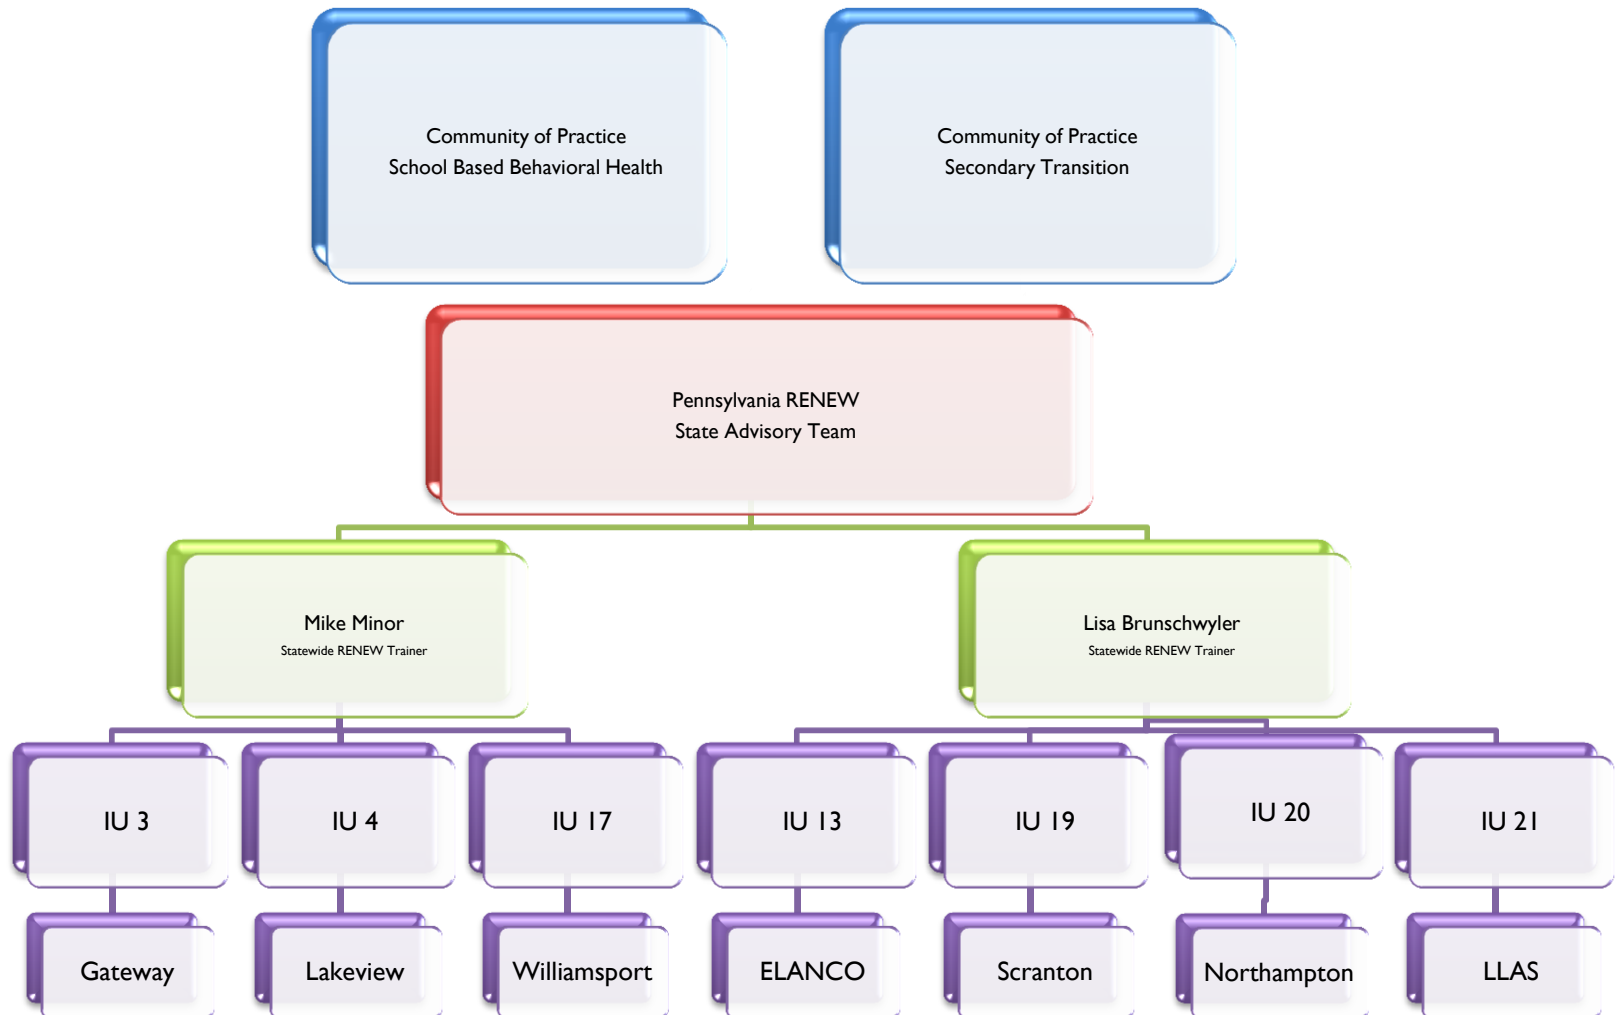 Community of Practice
School Based Behavioral Health
Community of Practice
Secondary Transition
Pennsylvania RENEW
State Advisory Team
Mike Minor
Statewide RENEW Trainer
Lisa Brunschwyler
Statewide RENEW Trainer
IU 3
IU 4
IU 17
IU 13
IU 19
IU 20
IU 21
Gateway
Lakeview
Williamsport
ELANCO
Scranton
Northampton
LLAS